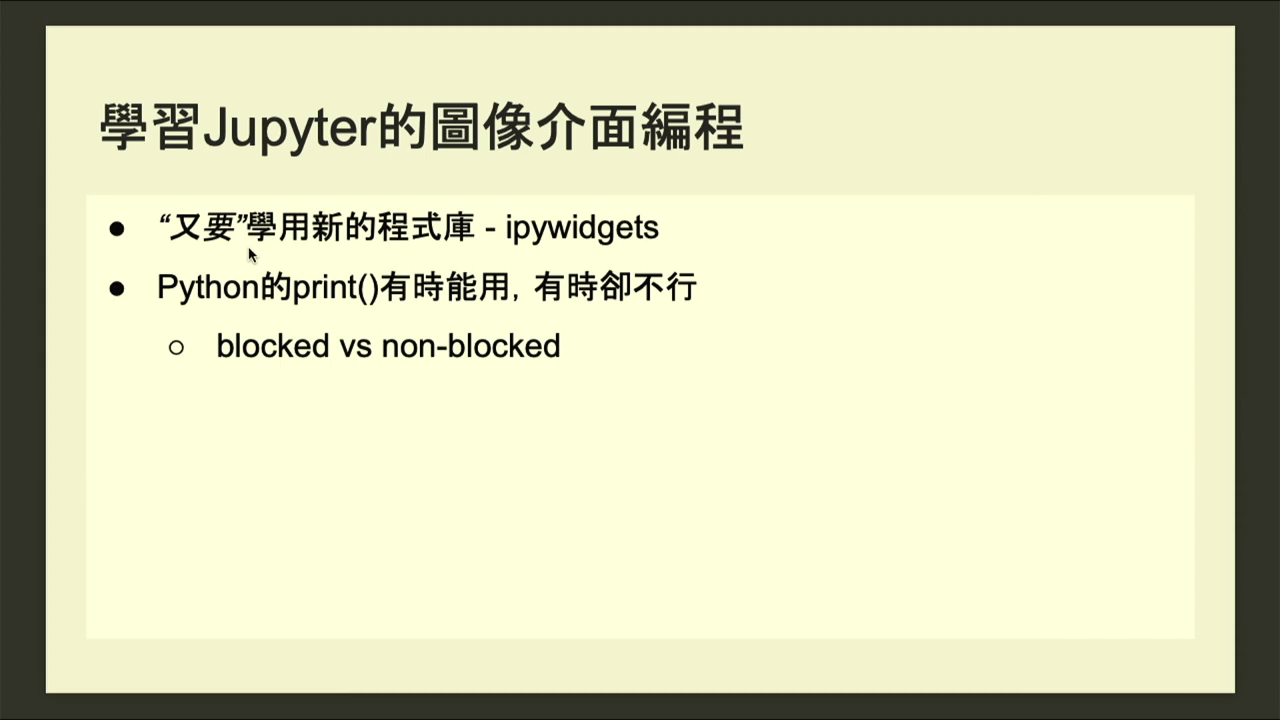 學習Jupyter的圖像介面編程
● “又要”學用新的程式庫 - ipywidgets
● Python的print()有時能用，有時卻不行
○ blocked vs non-blocked